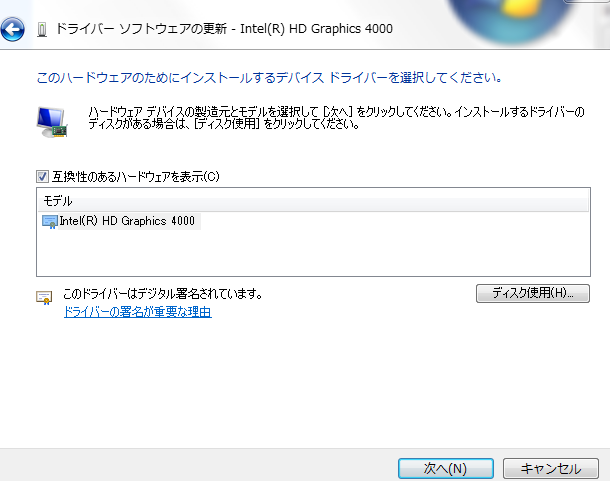 ドライバー ソフトウェアの更新 - Intel(R) HD Graphics 4000
このハードウェアのためにインストールするデバイス ドライバーを選択してください。
ハードウェア デバイスの製造元とモデルを選択して [次へ] をクリックしてください。インストールするドライバーの
ディスクがある場合は、[ディスク使用] をクリックしてください。
互換性のあるハードウェアを表示(C)
モデル
Intel(R) HD Graphics 4000
このドライバーはデジタル署名されています。
ディスク使用(H)...
ドライバーの署名が重要な理由
次へ(N)
キャンセル